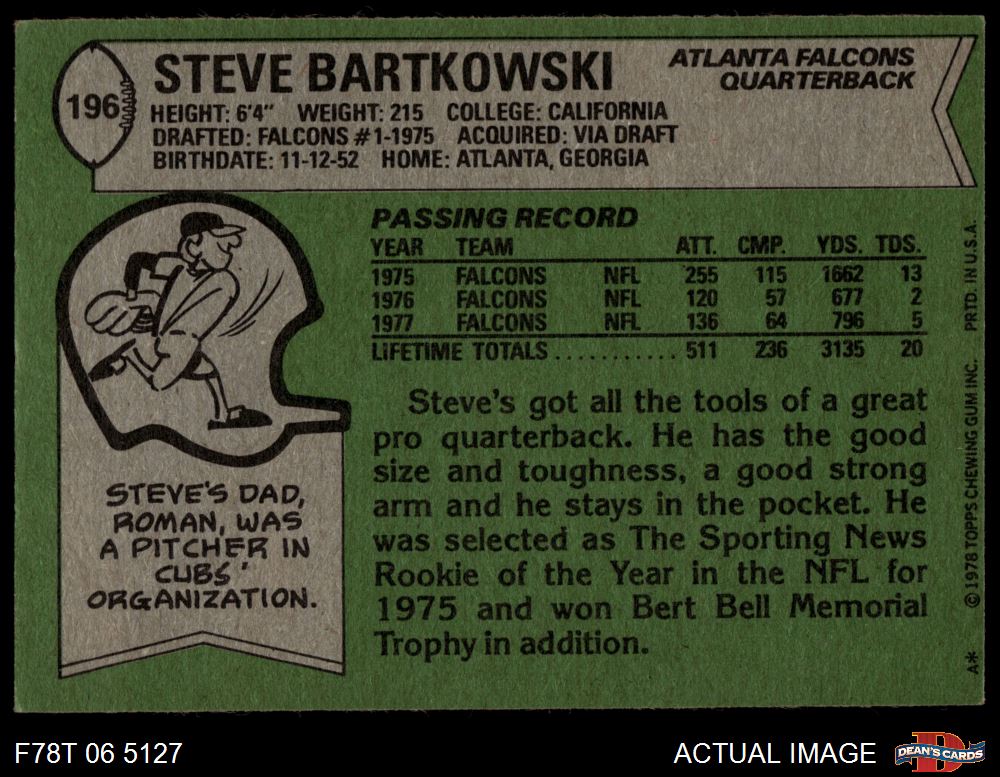 196
STEVE BARTKOWSKI
ATLANTA FALCONS
QUARTERBACK
HEIGHT: 6'4" WEIGHT: 215 COLLEGE: CALIFORNIA
DRAFTED: FALCONS #1-1975 ACQUIRED: VIA DRAFT
BIRTHDATE: 11-12-52 HOME: ATLANTA, GEORGIA
PASSING RECORD
YEAR TEAM ATT. CMP. YDS. TDS.
1975 FALCONS NFL 255 115 1662 13
1976 FALCONS NFL 120 57 677 2
1977 FALCONS NFL 136 64 796 5
LIFETIME TOTALS ........... 511 236 3135 20
Steve's got all the tools of a great
pro quarterback. He has the good
size and toughness, a good strong
arm and he stays in the pocket. He
was selected as The Sporting News
Rookie of the Year in the NFL for
1975 and won Bert Bell Memorial
Trophy in addition.
STEVE'S DAD,
ROMAN, WAS
A PITCHER IN
CUBS'
ORGANIZATION.
A* © 1978 TOPPS CHEWING GUM INC. PRTD. IN U.S.A.
F78T 06 5127
ACTUAL IMAGE
D
DEAN'S CARDS